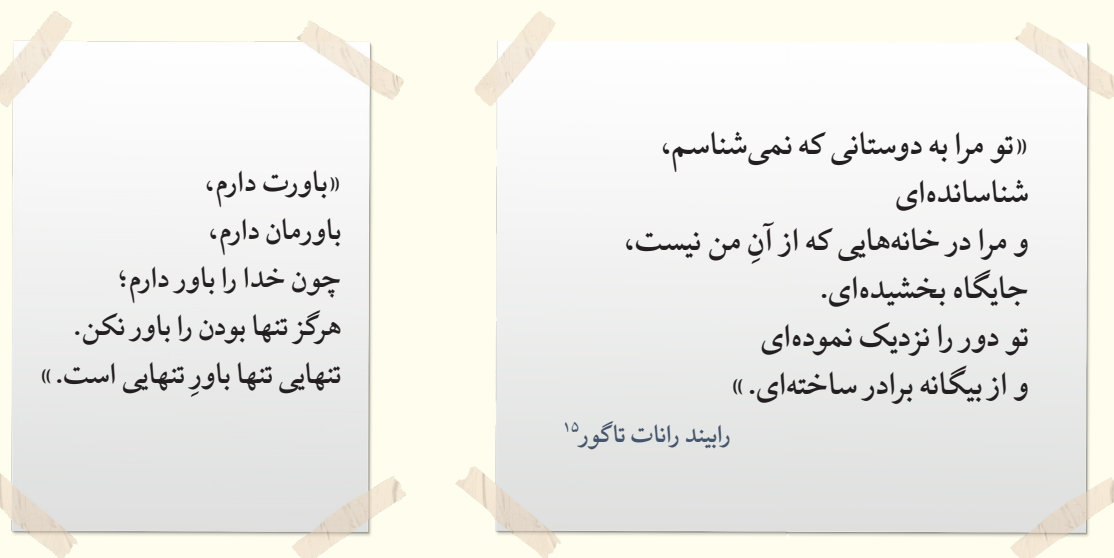 «تو مرا به دوستانی که نمی‌شناسم،
شناسانده‌ای
و مرا در خانه‌هایی که از آنِ من نیست،
جایگاه بخشیده‌ای.
تو دور را نزدیک نموده‌ای
و از بیگانه برادر ساخته‌ای.»
رابیند رانات تاگور۱۵
«باورت دارم،
باورمان دارم،
چون خدا را باور دارم؛
هرگز تنها بودن را باور نکن.
تنهایی تنها باورِ تنهایی است.»